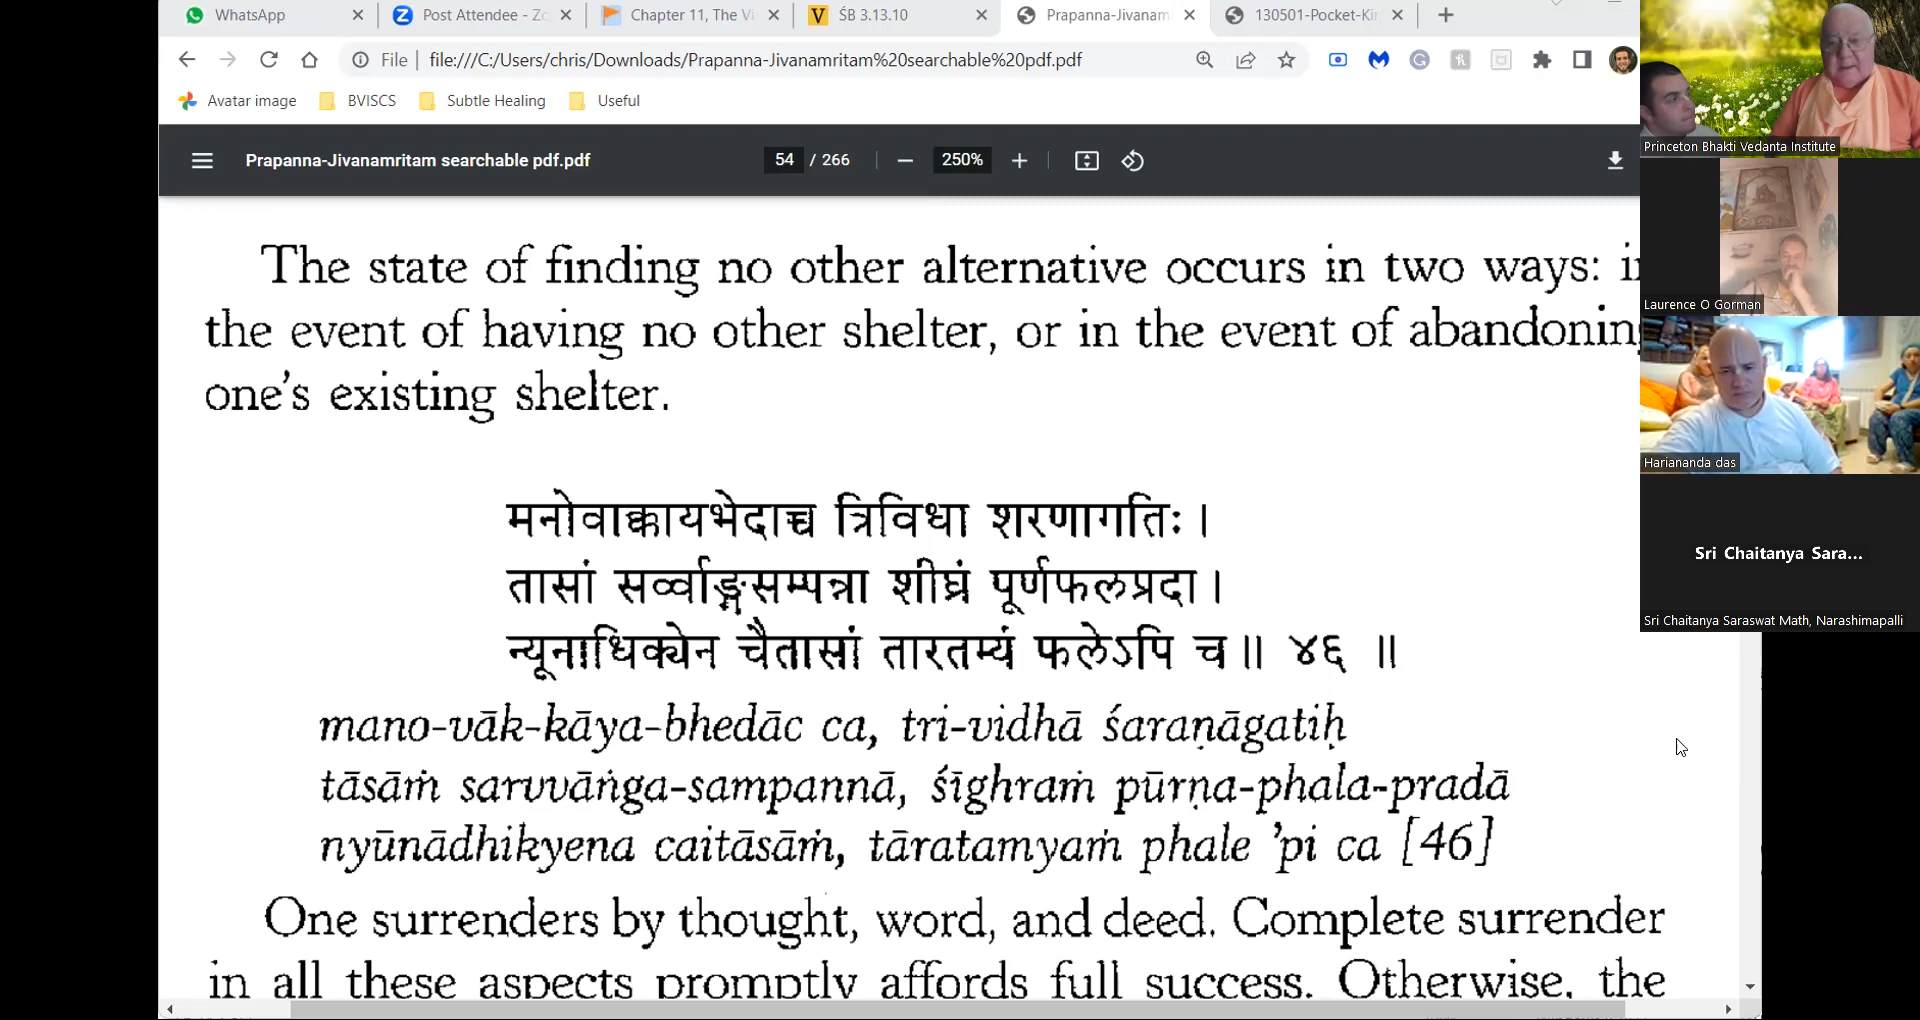 WhatsApp
Post Attendee - Zo
Chapter 11, The Vi
ŚB 3.13.10
Prapanna-Jivanam
130501-Pocket-Kir
File
file:///C:/Users/chris/Downloads/Prapanna-Jivanamritam%20searchable%20pdf.pdf
Avatar image
BVISCS
Subtle Healing
Useful
Prapanna-Jivanamritam searchable pdf.pdf
54 / 266
250%
The state of finding no other alternative occurs in two ways: i
the event of having no other shelter, or in the event of abandonin
one's existing shelter.
मनोवाक्कायभेदाच्च त्रिविधा शरणागतिः ।
तासां सर्व्वाङ्गसम्पन्ना शीघ्रं पूर्णफलप्रदा ।
न्यूनाधिक्येन चैतासां तारतम्यं फलेऽपि च ॥ ४६ ॥
mano-vāk-kāya-bhedāc ca, tri-vidhā śaraṇāgatiḥ
tāsāṁ sarvvāṅga-sampannā, śīghraṁ pūrṇa-phala-pradā
nyūnādhikyena caitāsāṁ, tāratamyaṁ phale 'pi ca [46]
One surrenders by thought, word, and deed. Complete surrender
in all these aspects promptly affords full success. Otherwise, the
Princeton Bhakti Vedanta Institute
Laurence O Gorman
Hariananda das
Sri Chaitanya Sara...
Sri Chaitanya Saraswat Math, Narashimapalli